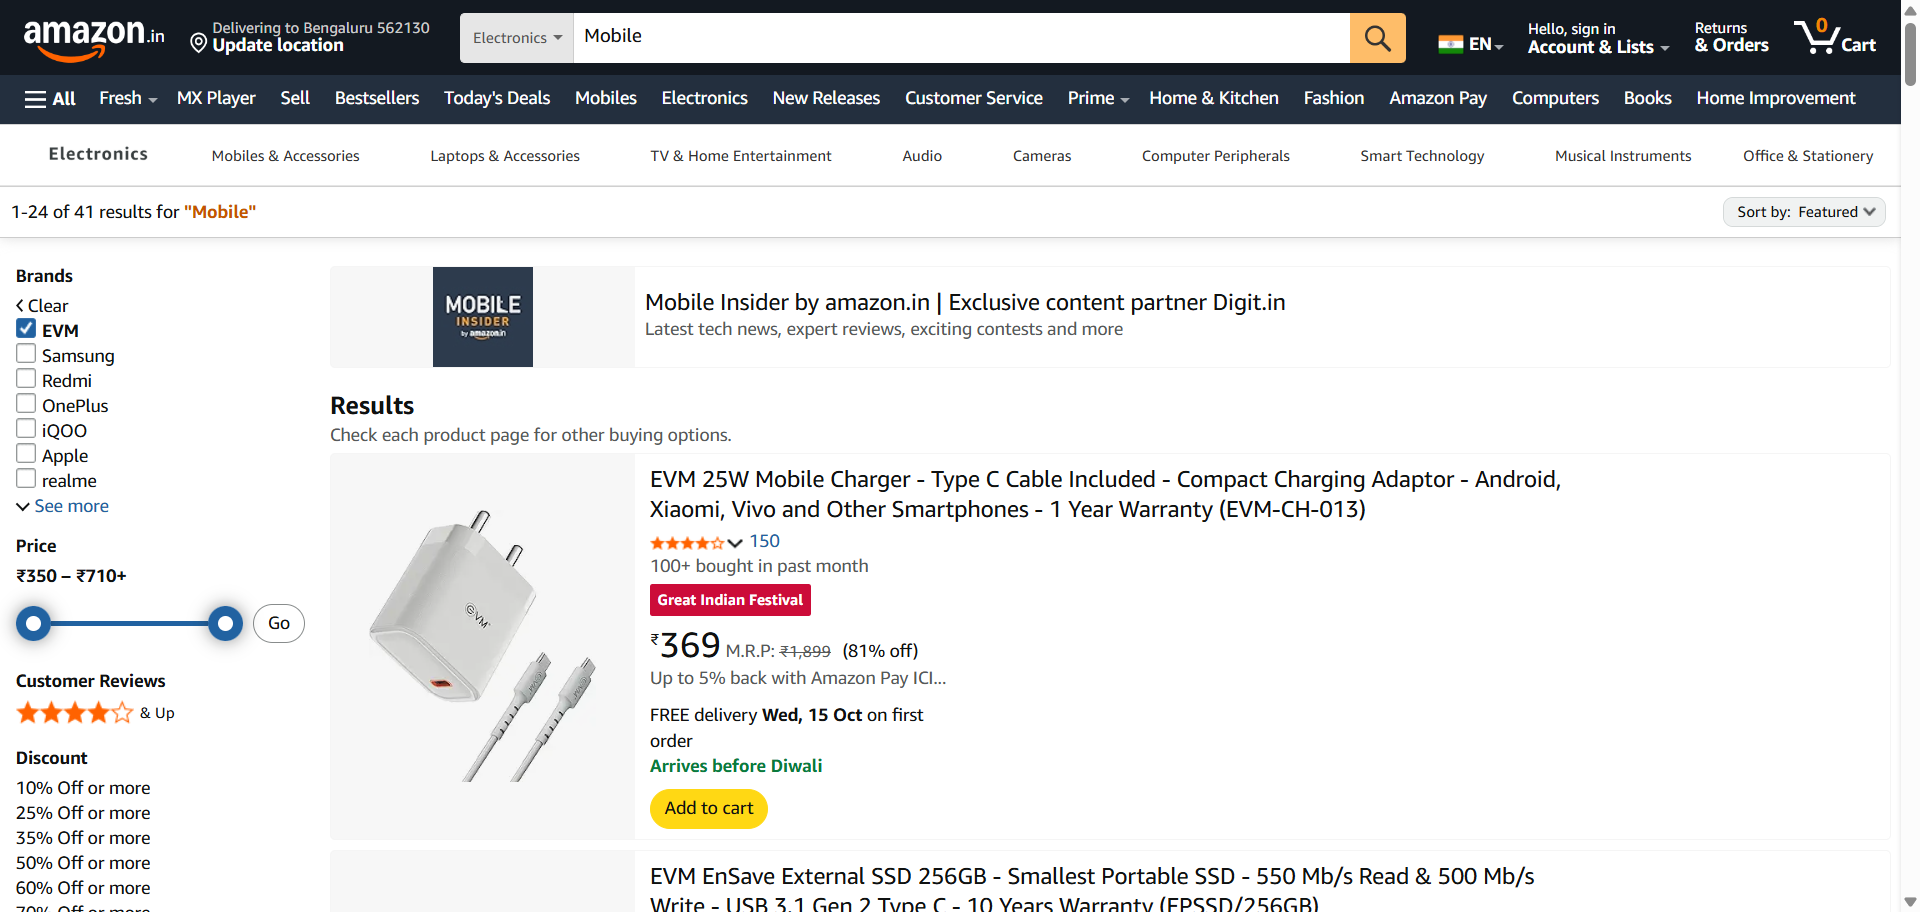 amazon.in
Delivering to Bengaluru 562130
Update location
Electronics
Mobile
EN
Hello, sign in
Account & Lists
Returns
& Orders
0
Cart
All
Fresh
MX Player
Sell
Bestsellers
Today's Deals
Mobiles
Electronics
New Releases
Customer Service
Prime
Home & Kitchen
Fashion
Amazon Pay
Computers
Books
Home Improvement
Electronics
Mobiles & Accessories
Laptops & Accessories
TV & Home Entertainment
Audio
Cameras
Computer Peripherals
Smart Technology
Musical Instruments
Office & Stationery
1-24 of 41 results for "Mobile"
Sort by: Featured
Brands
Clear
EVM
Samsung
Redmi
OnePlus
iQOO
Apple
realme
See more
Price
₹350 – ₹710+
Go
Customer Reviews
& Up
Discount
10% Off or more
25% Off or more
35% Off or more
50% Off or more
60% Off or more
70% Off or more
MOBILE
INSIDER
by amazon.in
Mobile Insider by amazon.in | Exclusive content partner Digit.in
Latest tech news, expert reviews, exciting contests and more
Results
Check each product page for other buying options.
EVM
EVM 25W Mobile Charger - Type C Cable Included - Compact Charging Adaptor - Android,
Xiaomi, Vivo and Other Smartphones - 1 Year Warranty (EVM-CH-013)
150
100+ bought in past month
Great Indian Festival
₹369 M.R.P: ₹1,899 (81% off)
Up to 5% back with Amazon Pay ICI...
FREE delivery Wed, 15 Oct on first
order
Arrives before Diwali
Add to cart
EVM EnSave External SSD 256GB - Smallest Portable SSD - 550 Mb/s Read & 500 Mb/s
Write - USB 3.1 Gen 2 Type C - 10 Years Warranty (EPSSD/256GB)